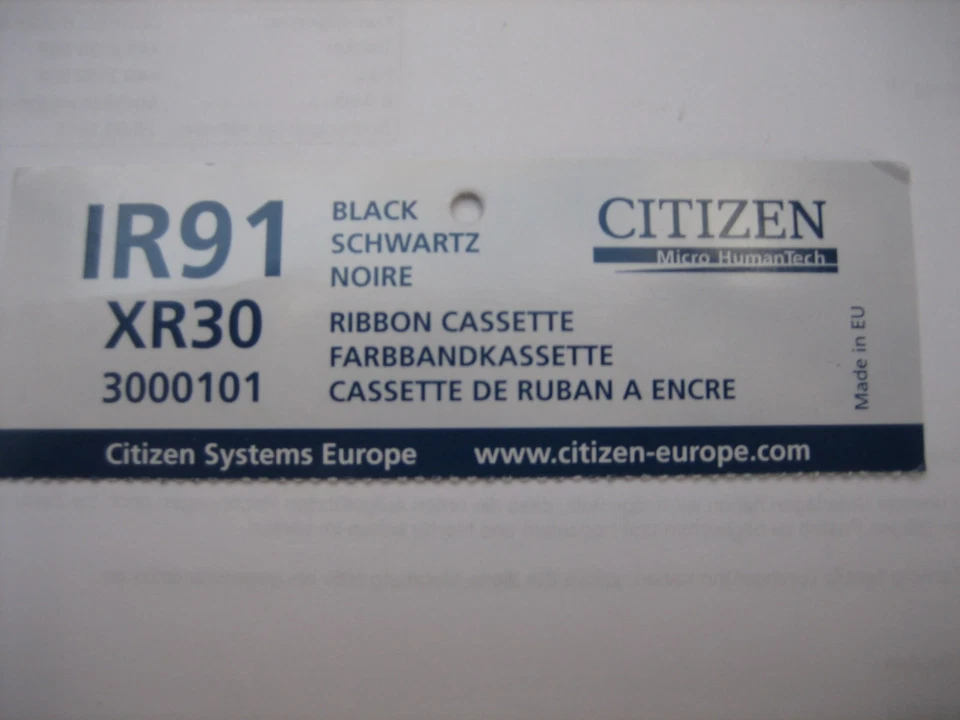 IR91
XR30
3000101
BLACK
SCHWARTZ
NOIRE
RIBBON CASSETTE
FARBBANDKASSETTE
CASSETTE DE RUBAN A ENCRE
CITIZEN
Micro HumanTech
Made in EU
Citizen Systems Europe www.citizen-europe.com